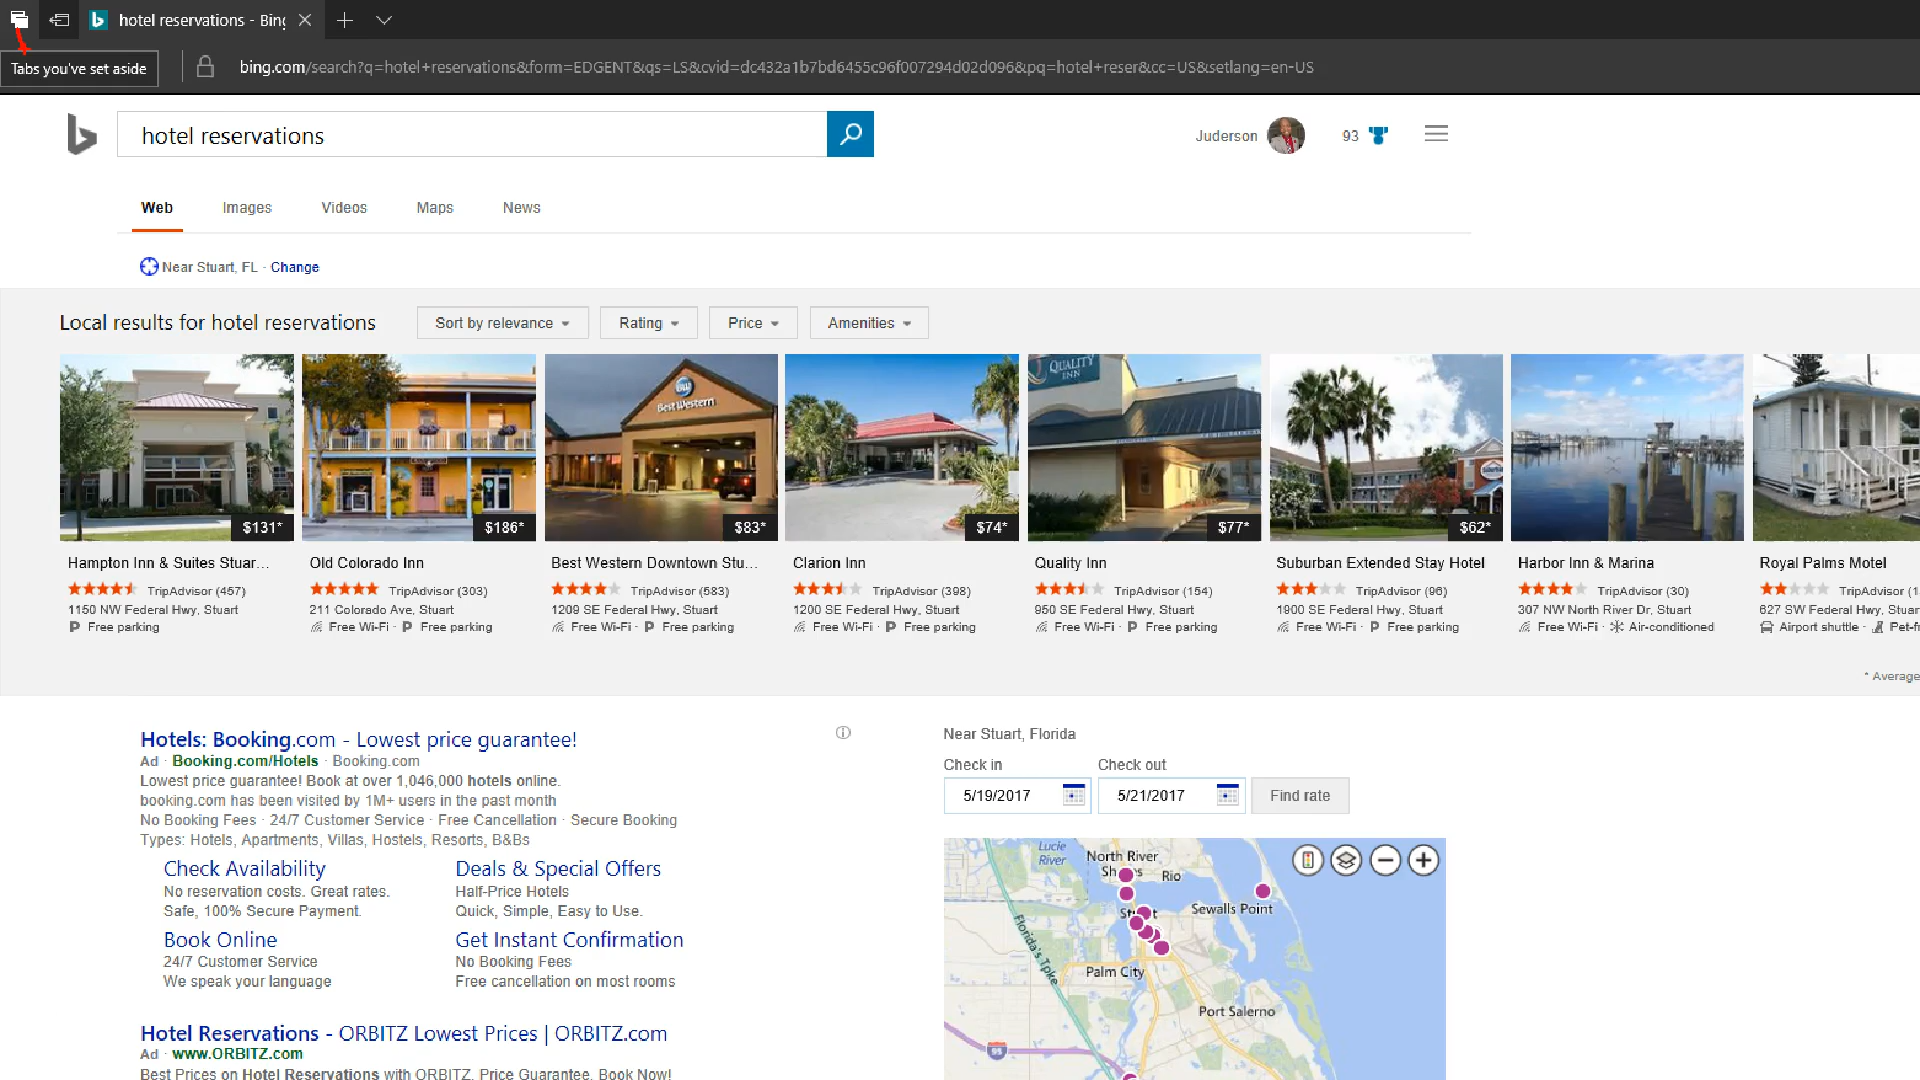 hotel reservations - Bing
Tabs you've set aside
bing.com/search?q=hotel+reservations&form=EDGENT&qs=LS&cvid=dc432a1b7bd6455c96f007294d02d096&pq=hotel+reser&cc=US&setlang=en-US
hotel reservations
Juderson
93
Web Images Videos Maps News
Near Stuart, FL · Change
Local results for hotel reservations
Sort by relevance Rating Price Amenities
QUALITY INN
Best Western
$131* $186* $83* $74* $77* $62*
Hampton Inn & Suites Stuar... Old Colorado Inn Best Western Downtown Stu... Clarion Inn Quality Inn Suburban Extended Stay Hotel Harbor Inn & Marina Royal Palms Motel
TripAdvisor (457) TripAdvisor (303) TripAdvisor (583) TripAdvisor (398) TripAdvisor (154) TripAdvisor (96) TripAdvisor (30) TripAdvisor (1
1150 NW Federal Hwy, Stuart 211 Colorado Ave, Stuart 1209 SE Federal Hwy, Stuart 1200 SE Federal Hwy, Stuart 950 SE Federal Hwy, Stuart 1900 SE Federal Hwy, Stuart 307 NW North River Dr, Stuart 627 SW Federal Hwy, Stuar
P Free parking Free Wi-Fi · P Free parking Free Wi-Fi · P Free parking Free Wi-Fi · P Free parking Free Wi-Fi · P Free parking Free Wi-Fi · P Free parking Free Wi-Fi · Air-conditioned Airport shuttle · Pet-fr
* Average
Hotels: Booking.com - Lowest price guarantee!
Ad · Booking.com/Hotels · Booking.com
Lowest price guarantee! Book at over 1,046,000 hotels online.
booking.com has been visited by 1M+ users in the past month
No Booking Fees · 24/7 Customer Service · Free Cancellation · Secure Booking
Types: Hotels, Apartments, Villas, Hostels, Resorts, B&Bs
Check Availability
No reservation costs. Great rates.
Safe, 100% Secure Payment.
Deals & Special Offers
Half-Price Hotels
Quick, Simple, Easy to Use.
Book Online
24/7 Customer Service
We speak your language
Get Instant Confirmation
No Booking Fees
Free cancellation on most rooms
Hotel Reservations - ORBITZ Lowest Prices | ORBITZ.com
Ad · www.ORBITZ.com
Best Prices on Hotel Reservations with ORBITZ. Price Guarantee. Book Now!
Near Stuart, Florida
Check in Check out
5/19/2017 5/21/2017 Find rate
Lucie
River
North River
Rio
Sewalls Point
Florida's Tpke
Palm City
Port Salerno
95